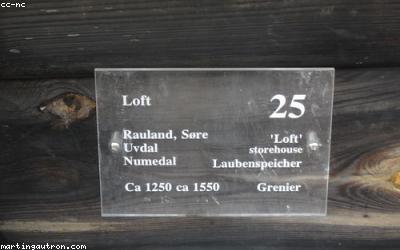 cc-nc
Loft 25
Rauland, Søre 'Loft'
Uvdal storehouse
Numedal Laubenspeicher
Ca 1250 ca 1550 Grenier
martingautron.com